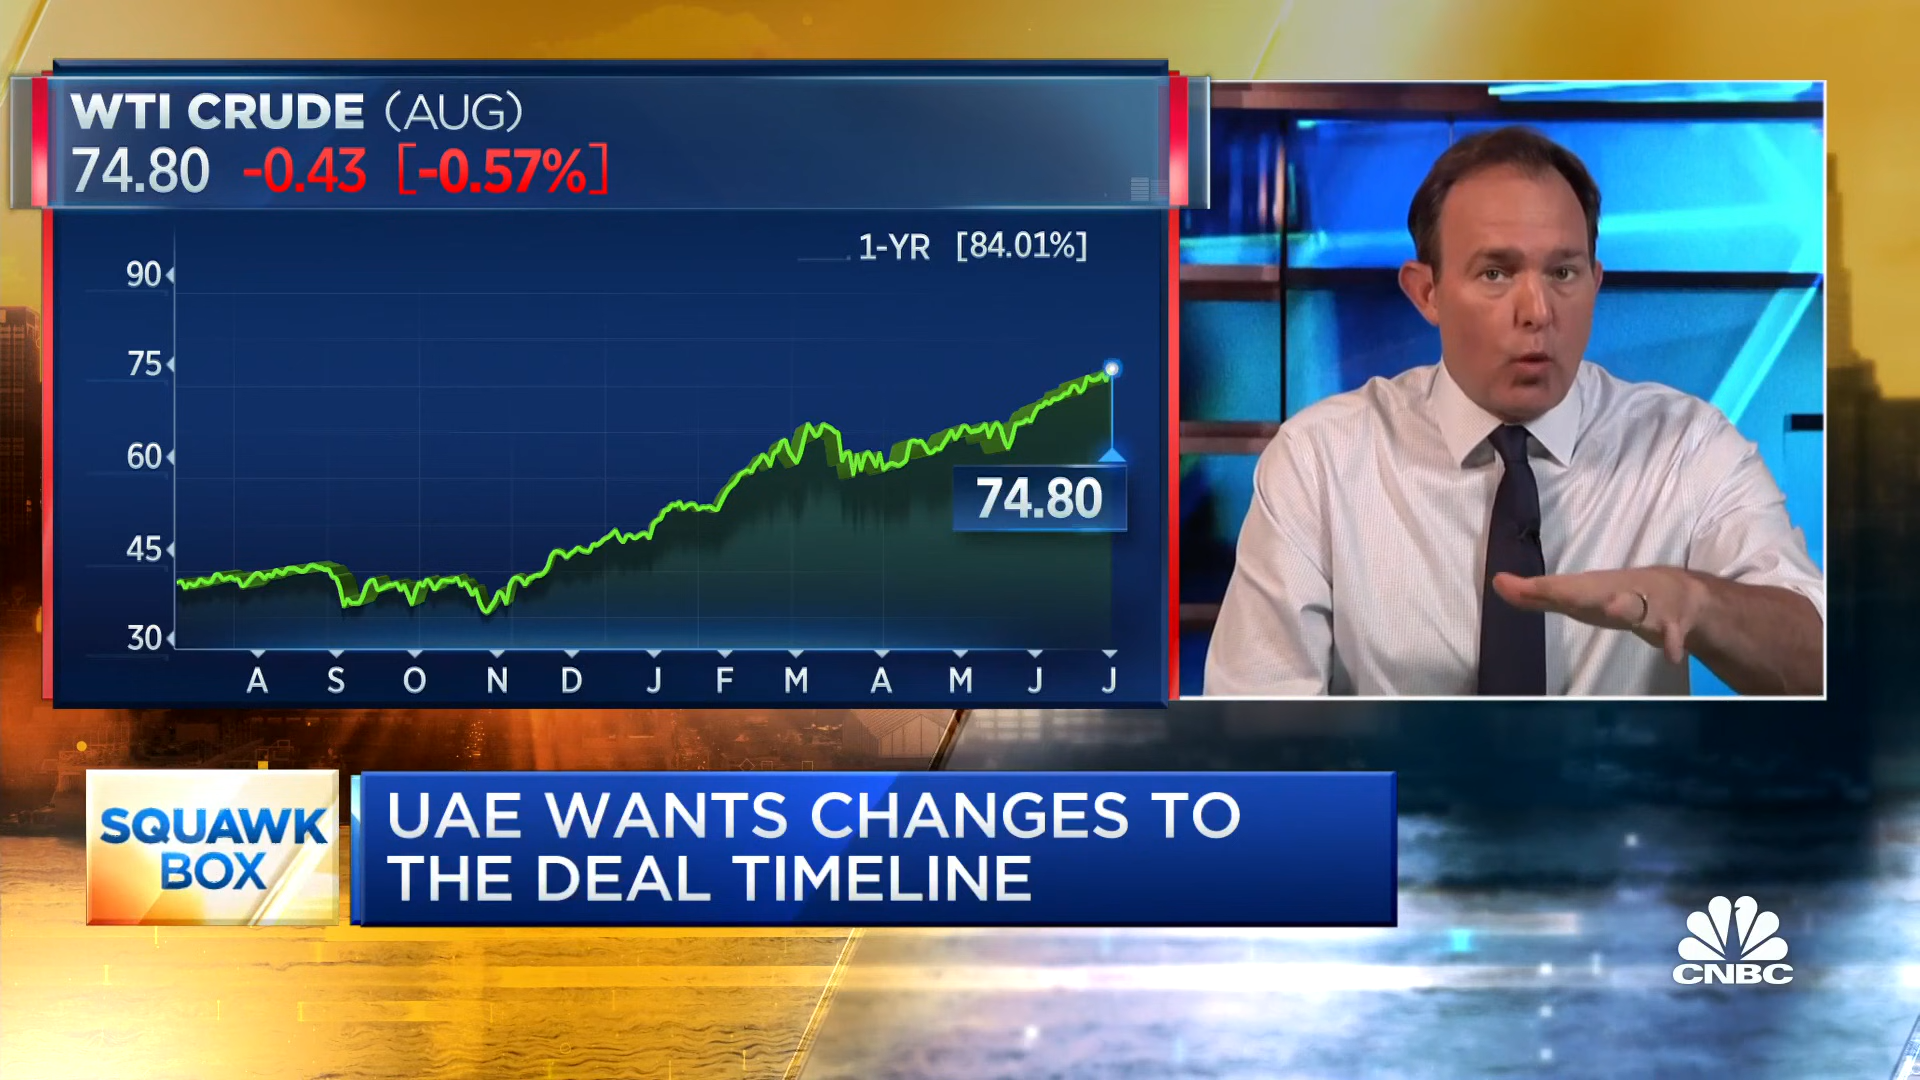 WTI CRUDE (AUG)
74.80 -0.43 [-0.57%]
1-YR [84.01%]
90
75
60
45
30
74.80
A S O N D J F M A M J J
SQUAWK
BOX
UAE WANTS CHANGES TO
THE DEAL TIMELINE
CNBC